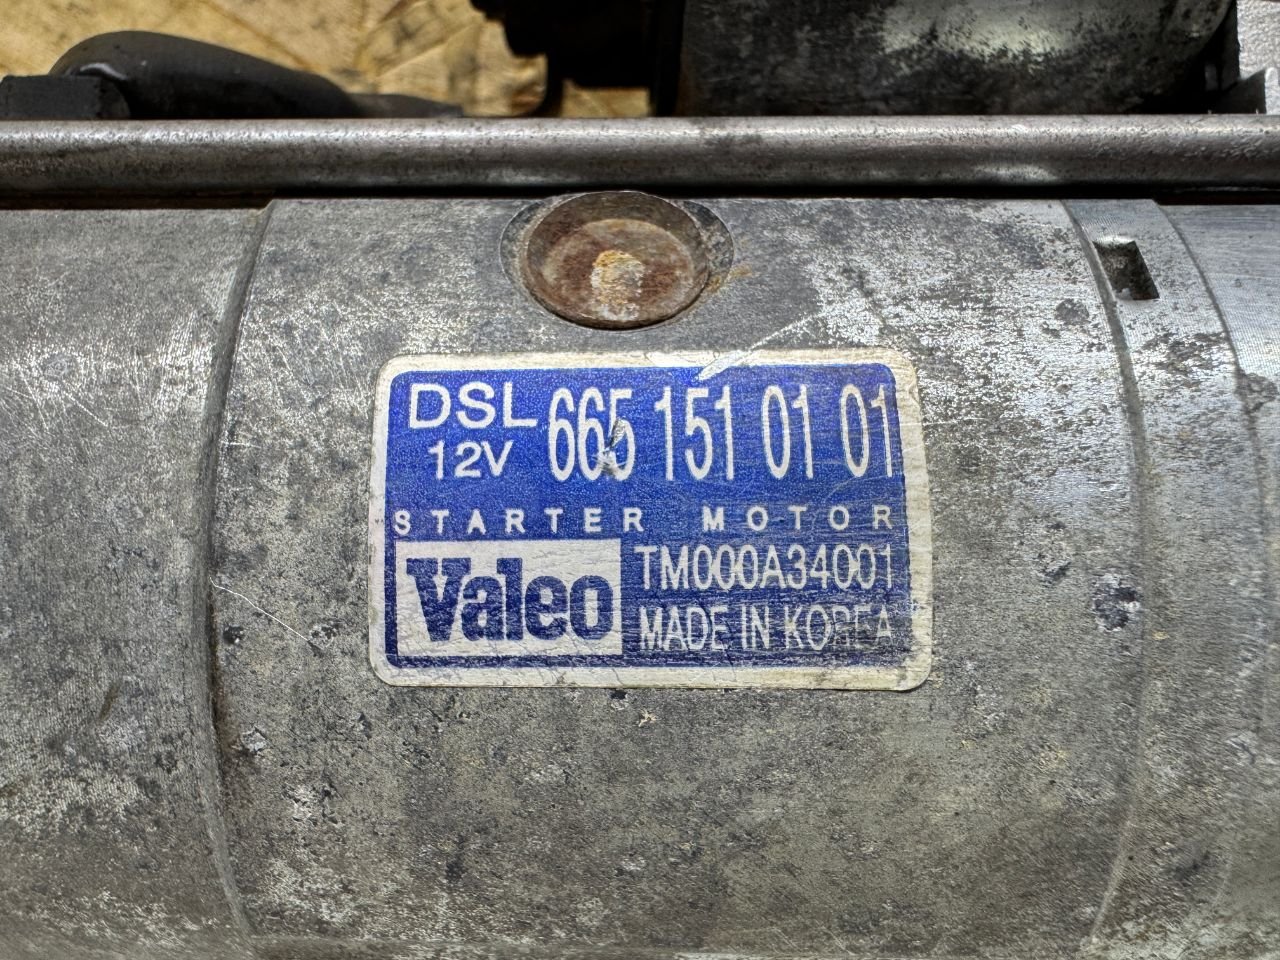 DSL 665 151 01 01
12V
STARTER MOTOR
Valeo TM000A34001
MADE IN KOREA